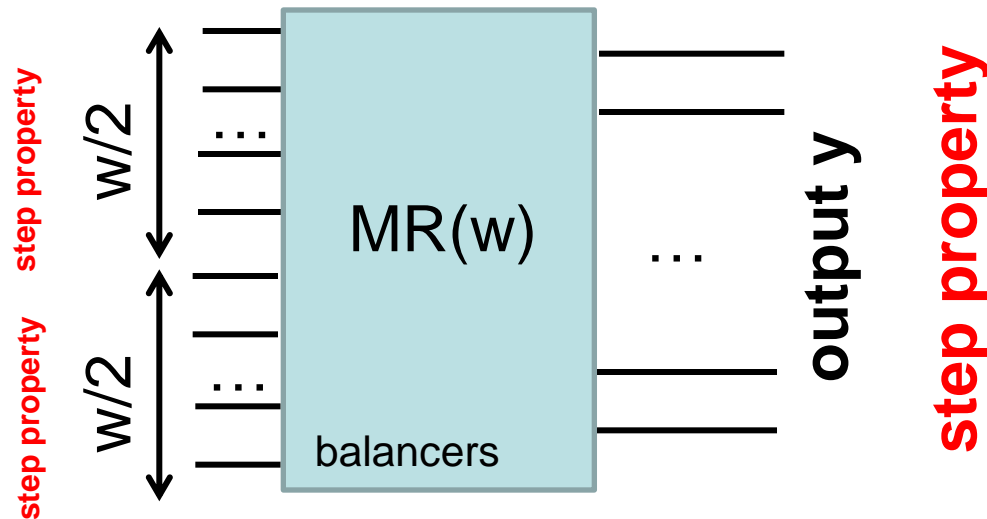 step property
w/2
...
MR(w)
...
output y
step property
step property
w/2
...
balancers